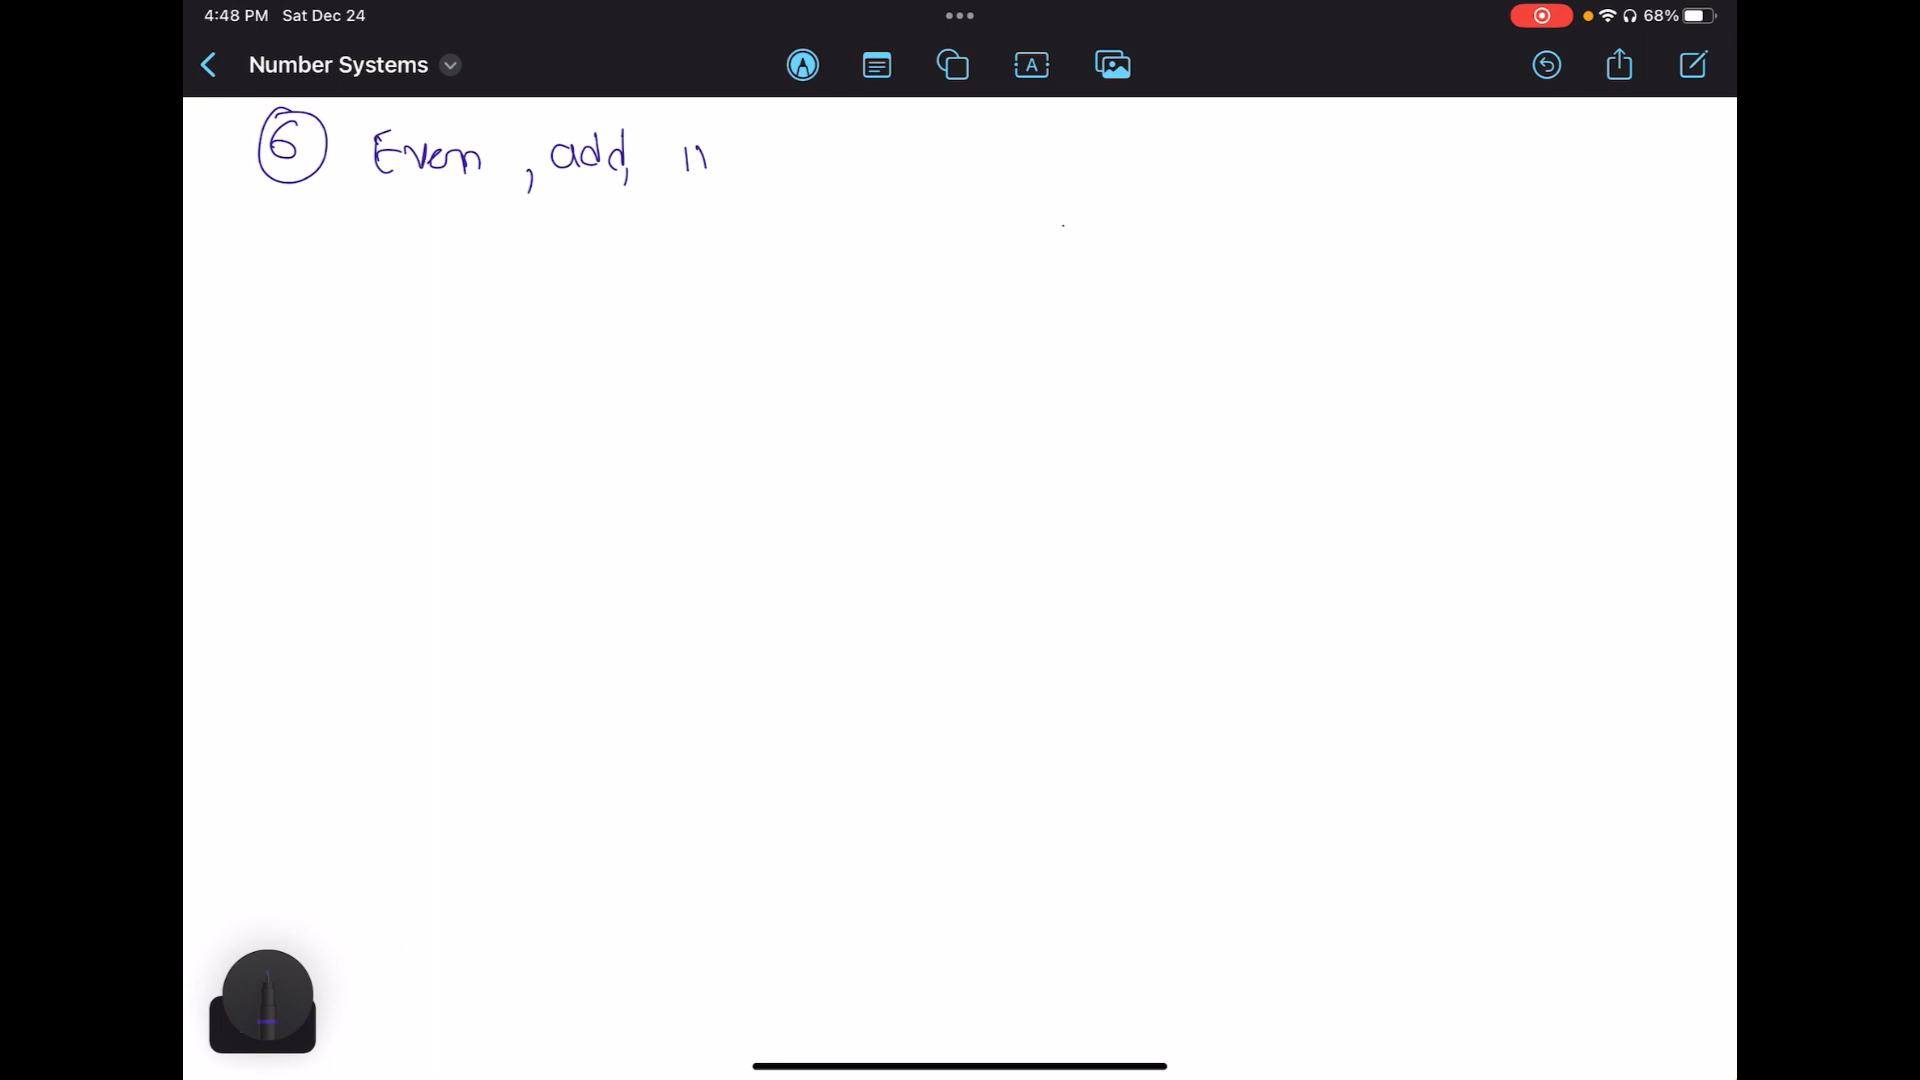 4:48 PM Sat Dec 24
68%
Number Systems
A
6 Even, add,